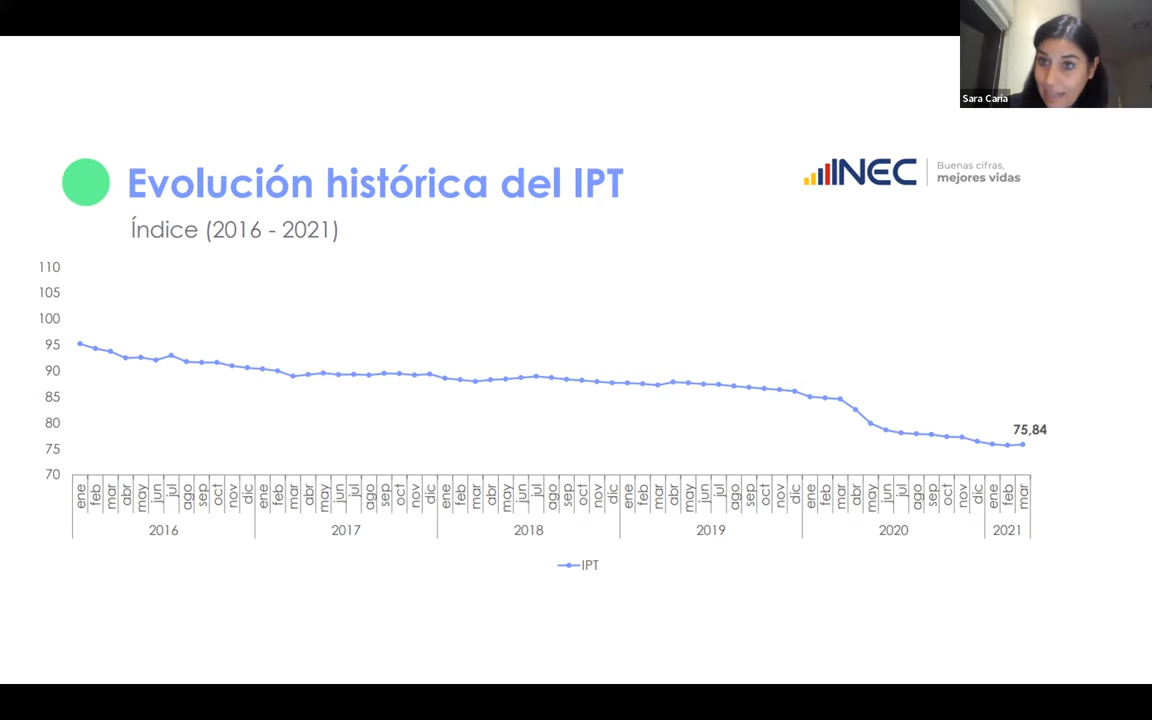 Sara Caria
Evolución histórica del IPT
INEC
Buenas cifras,
mejores vidas
Índice (2016 - 2021)
110
105
100
95
90
85
80
75
70
75,84
ene feb mar abr may jun jul ago sep oct nov dic ene feb mar abr may jun jul ago sep oct nov dic ene feb mar abr may jun jul ago sep oct nov dic ene feb mar abr may jun jul ago sep oct nov dic ene feb mar abr may jun jul ago sep oct nov dic ene feb mar
2016 2017 2018 2019 2020 2021
IPT